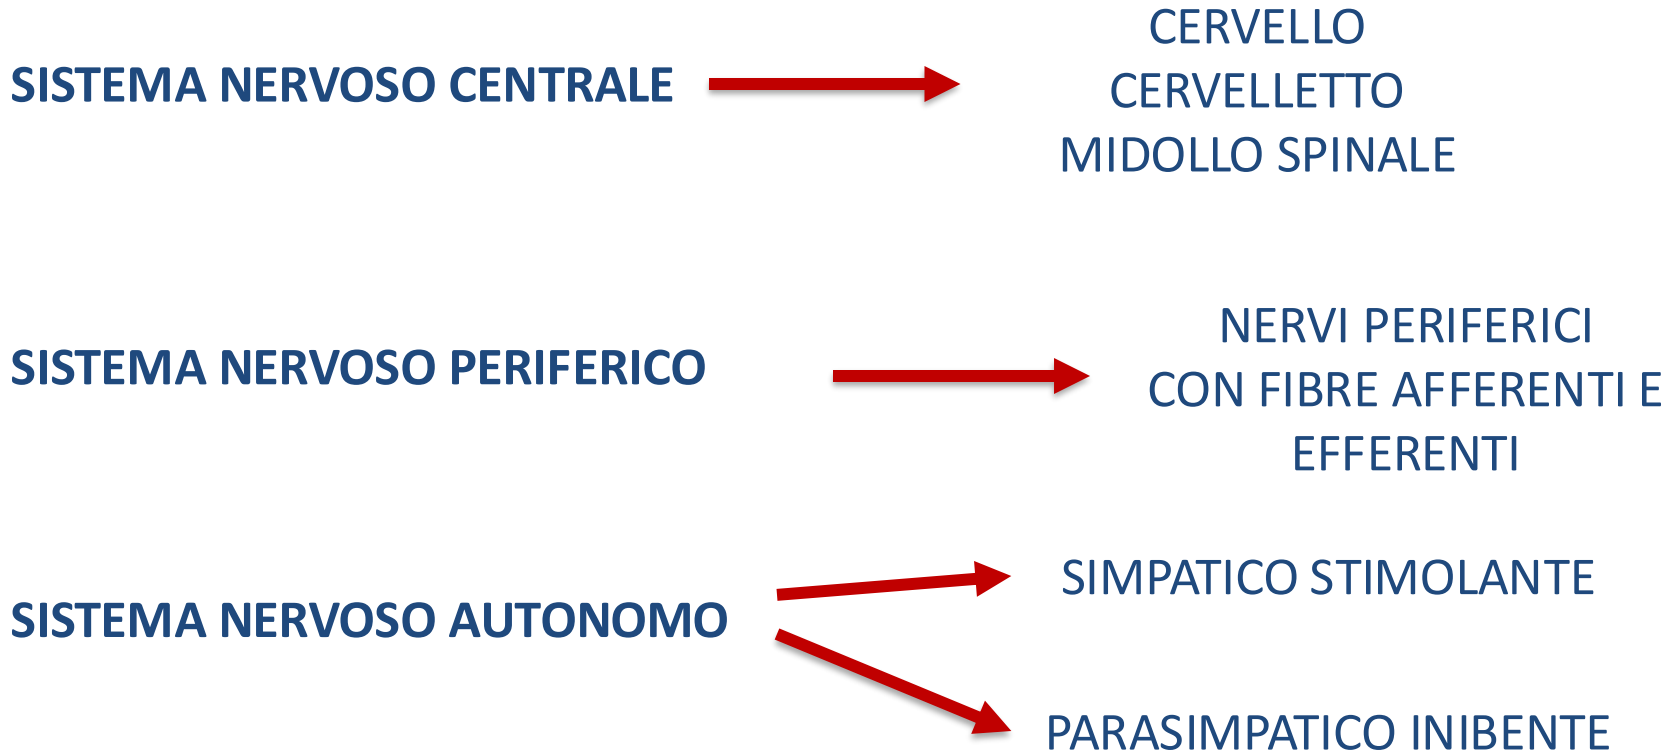 SISTEMA NERVOSO CENTRALE
CERVELLO
CERVELLETTO
MIDOLLO SPINALE
SISTEMA NERVOSO PERIFERICO
NERVI PERIFERICI
CON FIBRE AFFERENTI E
EFFERENTI
SISTEMA NERVOSO AUTONOMO
SIMPATICO STIMOLANTE
PARASIMPATICO INIBENTE